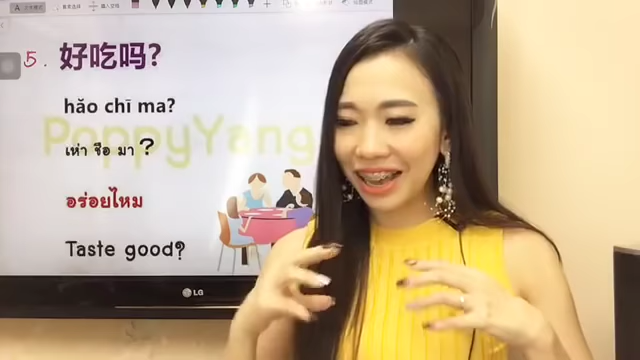 5. 好吃吗?
hăo chī ma?
PoppyYang
เห่า ชือ มา ?
อร่อยไหม
Taste good?
LG